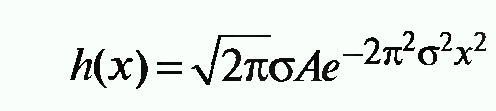 h(x) = √2πσAe^{-2π²σ²x²}